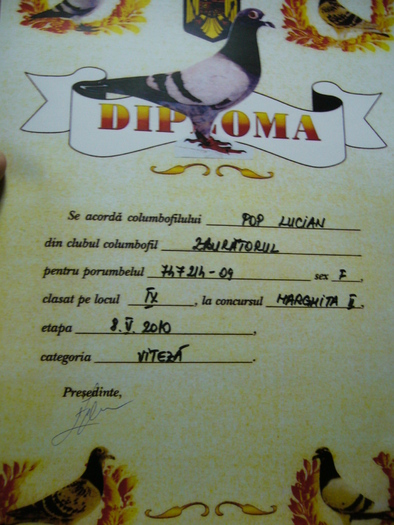 DIPLOMA
Se acordă columbofilului POP LUCIAN
din clubul columbofil ZBURĂTORUL
pentru porumbelul 747214-09 sex F,
clasat pe locul IX, la concursul MARGHITA II,
etapa 8.V.2010,
categoria VITEZĂ.
Președinte,